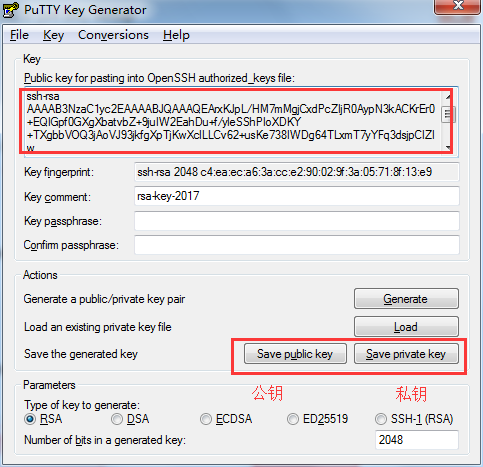 PuTTY Key Generator
File Key Conversions Help
Key
Public key for pasting into OpenSSH authorized_keys file:
ssh-rsa
AAAAB3NzaC1yc2EAAAABJQAAAQEArxKJpL/HM7mMgjCxdPcZIjR0AypN3kACKrEr0
+EQIGpf0GXgXbatvbZ+9juIW2EahDu+f/yleSShPIoXDKY
+TXgbbVOQ3jAoVJ93jkfgXpTjKwXclLLCv62+usKe738IWDg64TLxmT7yYFq3dsjpCIZI
w
Key fingerprint: ssh-rsa 2048 c4:ea:ec:a6:3a:cc:e2:90:02:9f:3a:05:71:8f:13:e9
Key comment: rsa-key-2017
Key passphrase:
Confirm passphrase:
Actions
Generate a public/private key pair Generate
Load an existing private key file Load
Save the generated key Save public key Save private key
Parameters 公钥 私钥
Type of key to generate:
RSA DSA ECDSA ED25519 SSH-1 (RSA)
Number of bits in a generated key: 2048